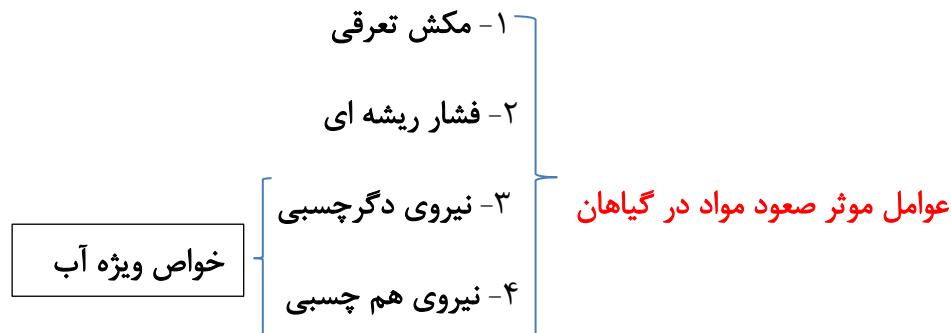 عوامل موثر صعود مواد در گیاهان
۱- مکش تعرقی
۲- فشار ریشه ای
۳- نیروی دگرچسبی
۴- نیروی هم چسبی
خواص ویژه آب